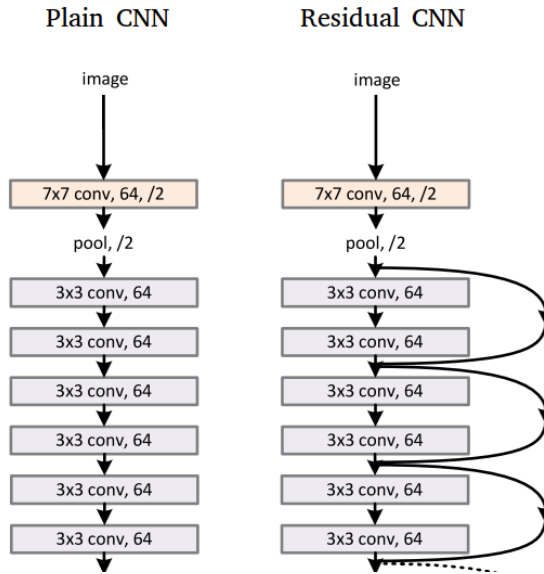 Plain CNN
image
7x7 conv, 64, /2
pool, /2
3x3 conv, 64
3x3 conv, 64
3x3 conv, 64
3x3 conv, 64
3x3 conv, 64
3x3 conv, 64
Residual CNN
image
7x7 conv, 64, /2
pool, /2
3x3 conv, 64
3x3 conv, 64
3x3 conv, 64
3x3 conv, 64
3x3 conv, 64
3x3 conv, 64